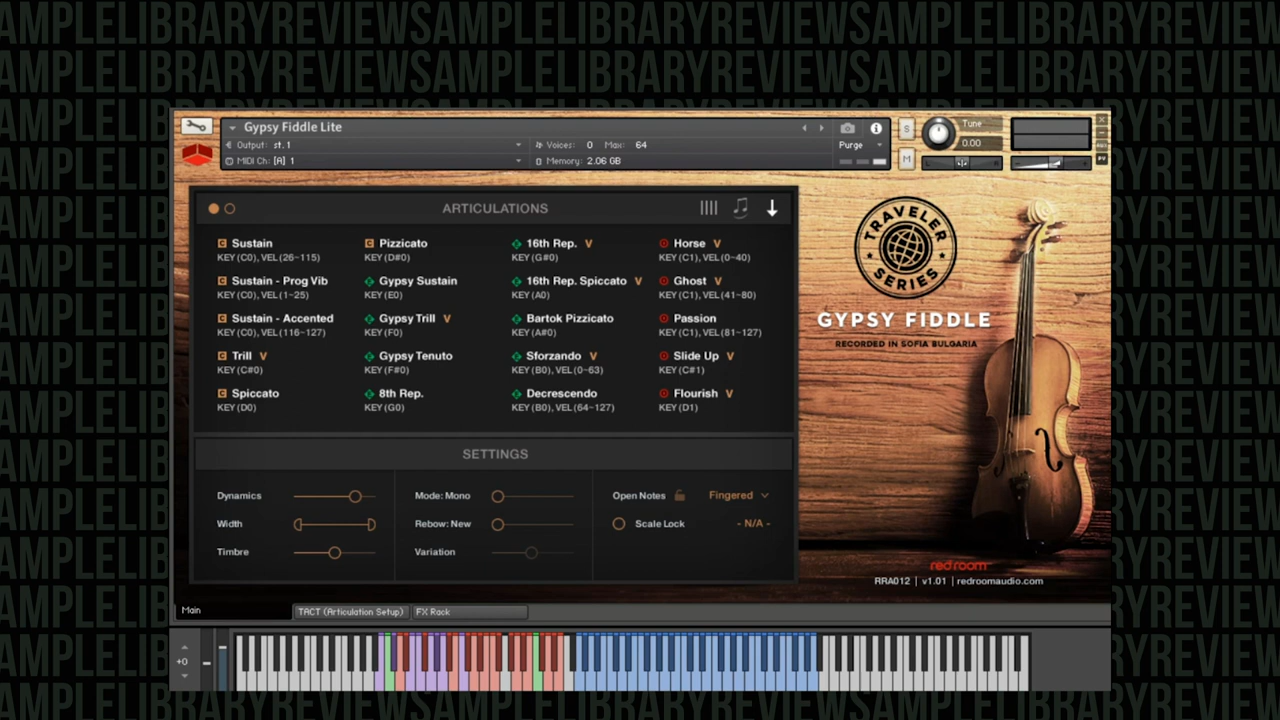 SAMPLELIBRARYREVIEW
Gypsy Fiddle Lite
Output: st. 1
Voices: 0 Max: 64
Purge
MIDI Ch: [A] 1
Memory: 2.06 GB
S
M
Tune
0.00
ARTICULATIONS
C Sustain
KEY (C0), VEL (26~115)
C Sustain - Prog Vib
KEY (C0), VEL (1~25)
C Sustain - Accented
KEY (C0), VEL (116~127)
C Trill V
KEY (C#0)
C Spiccato
KEY (D0)
C Pizzicato
KEY (D#0)
Gypsy Sustain
KEY (E0)
Gypsy Trill V
KEY (F0)
Gypsy Tenuto
KEY (F#0)
8th Rep.
KEY (G0)
16th Rep. V
KEY (G#0)
16th Rep. Spiccato V
KEY (A0)
Bartok Pizzicato
KEY (A#0)
Sforzando V
KEY (B0), VEL (0~63)
Decrescendo
KEY (B0), VEL (64~127)
Horse V
KEY (C1), VEL (0~40)
Ghost V
KEY (C1), VEL (41~80)
Passion
KEY (C1), VEL (81~127)
Slide Up V
KEY (C#1)
Flourish V
KEY (D1)
SETTINGS
Dynamics
Width
Timbre
Mode: Mono
Rebow: New
Variation
Open Notes Fingered
Scale Lock - N/A -
TRAVELER
SERIES
GYPSY FIDDLE
RECORDED IN SOFIA BULGARIA
redroom
RRA012 | v1.01 | redroomaudio.com
Main
TACT (Articulation Setup)
FX Rack
+0